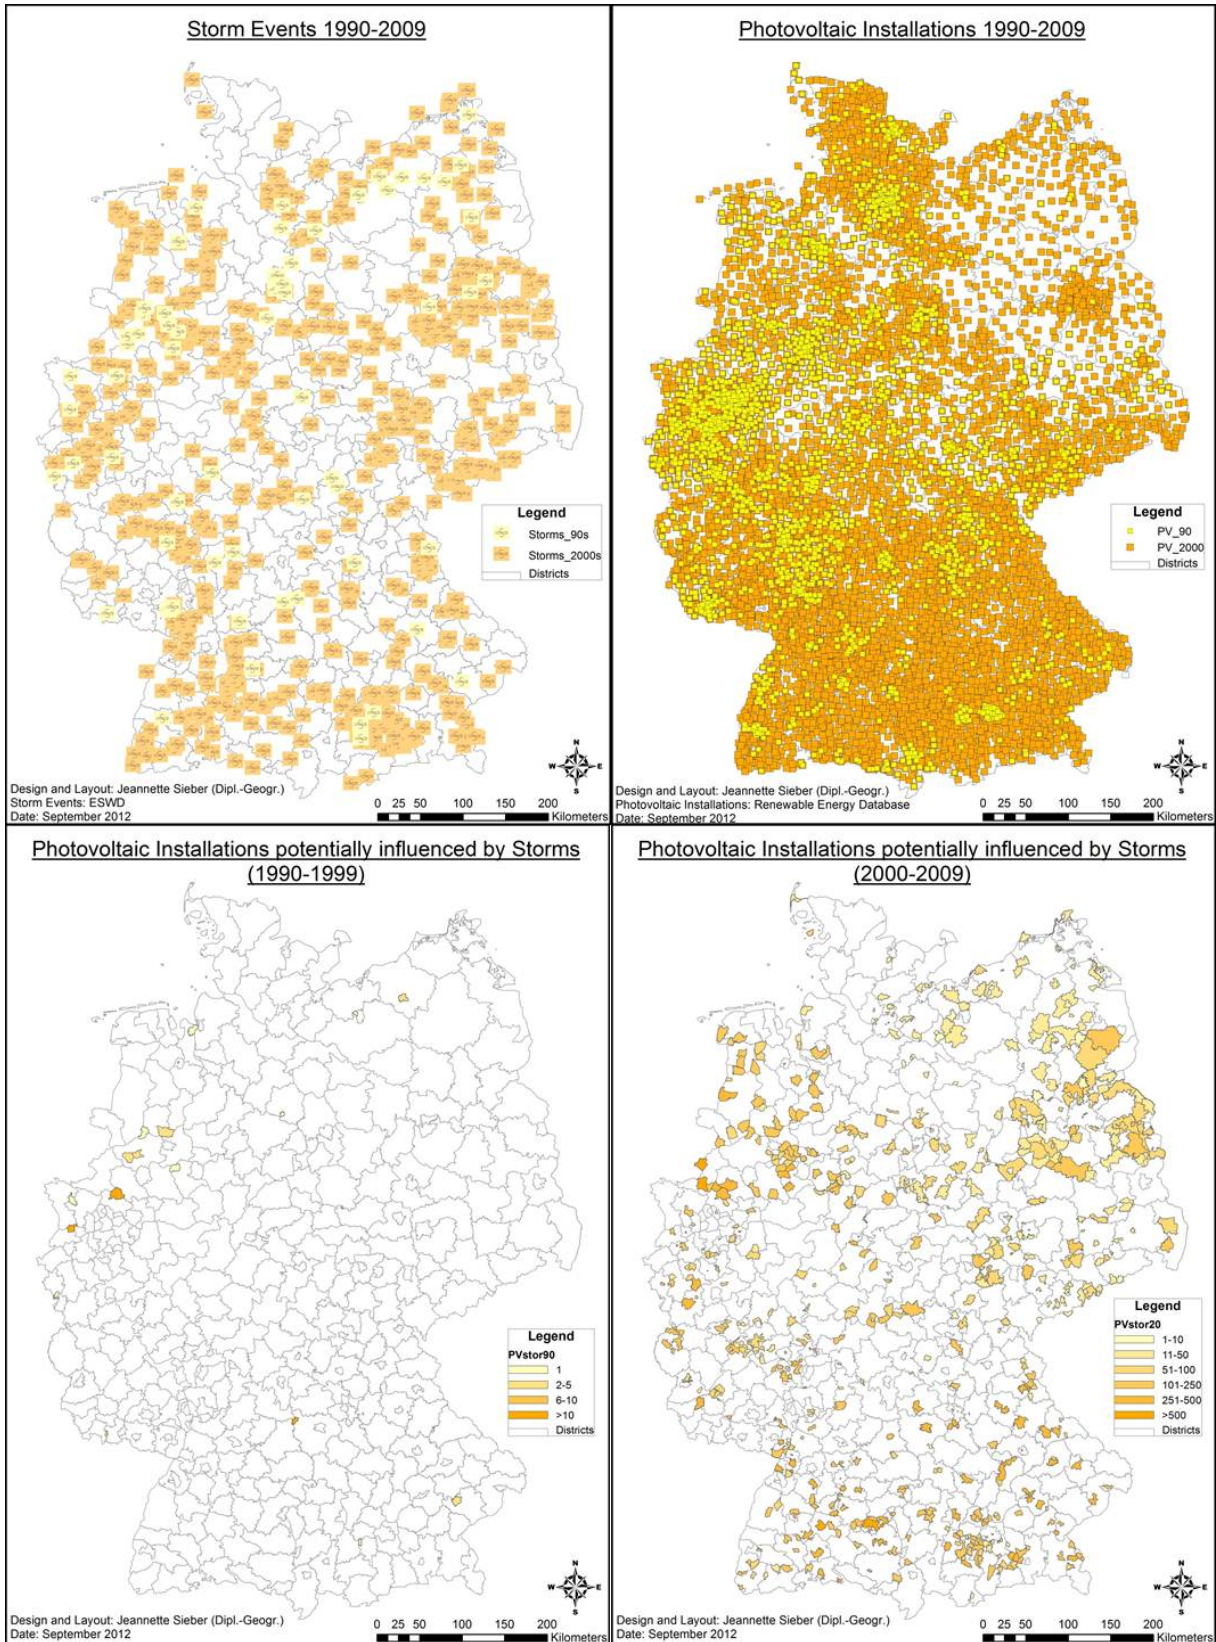 Storm Events 1990-2009
Legend
Storms_90s
Storms_2000s
Districts
N
W E
S
Design and Layout: Jeannette Sieber (Dipl.-Geogr.)
Storm Events: ESWD
Date: September 2012
0 25 50 100 150 200
Kilometers
Photovoltaic Installations 1990-2009
Legend
PV_90
PV_2000
Districts
N
W E
S
Design and Layout: Jeannette Sieber (Dipl.-Geogr.)
Photovoltaic Installations: Renewable Energy Database
Date: September 2012
0 25 50 100 150 200
Kilometers
Photovoltaic Installations potentially influenced by Storms
(1990-1999)
Legend
PVstor90
1
2-5
6-10
>10
Districts
N
W E
S
Design and Layout: Jeannette Sieber (Dipl.-Geogr.)
Date: September 2012
0 25 50 100 150 200
Kilometers
Photovoltaic Installations potentially influenced by Storms
(2000-2009)
Legend
PVstor20
1-10
11-50
51-100
101-250
251-500
>500
Districts
N
W E
S
Design and Layout: Jeannette Sieber (Dipl.-Geogr.)
Date: September 2012
0 25 50 100 150 200
Kilometers